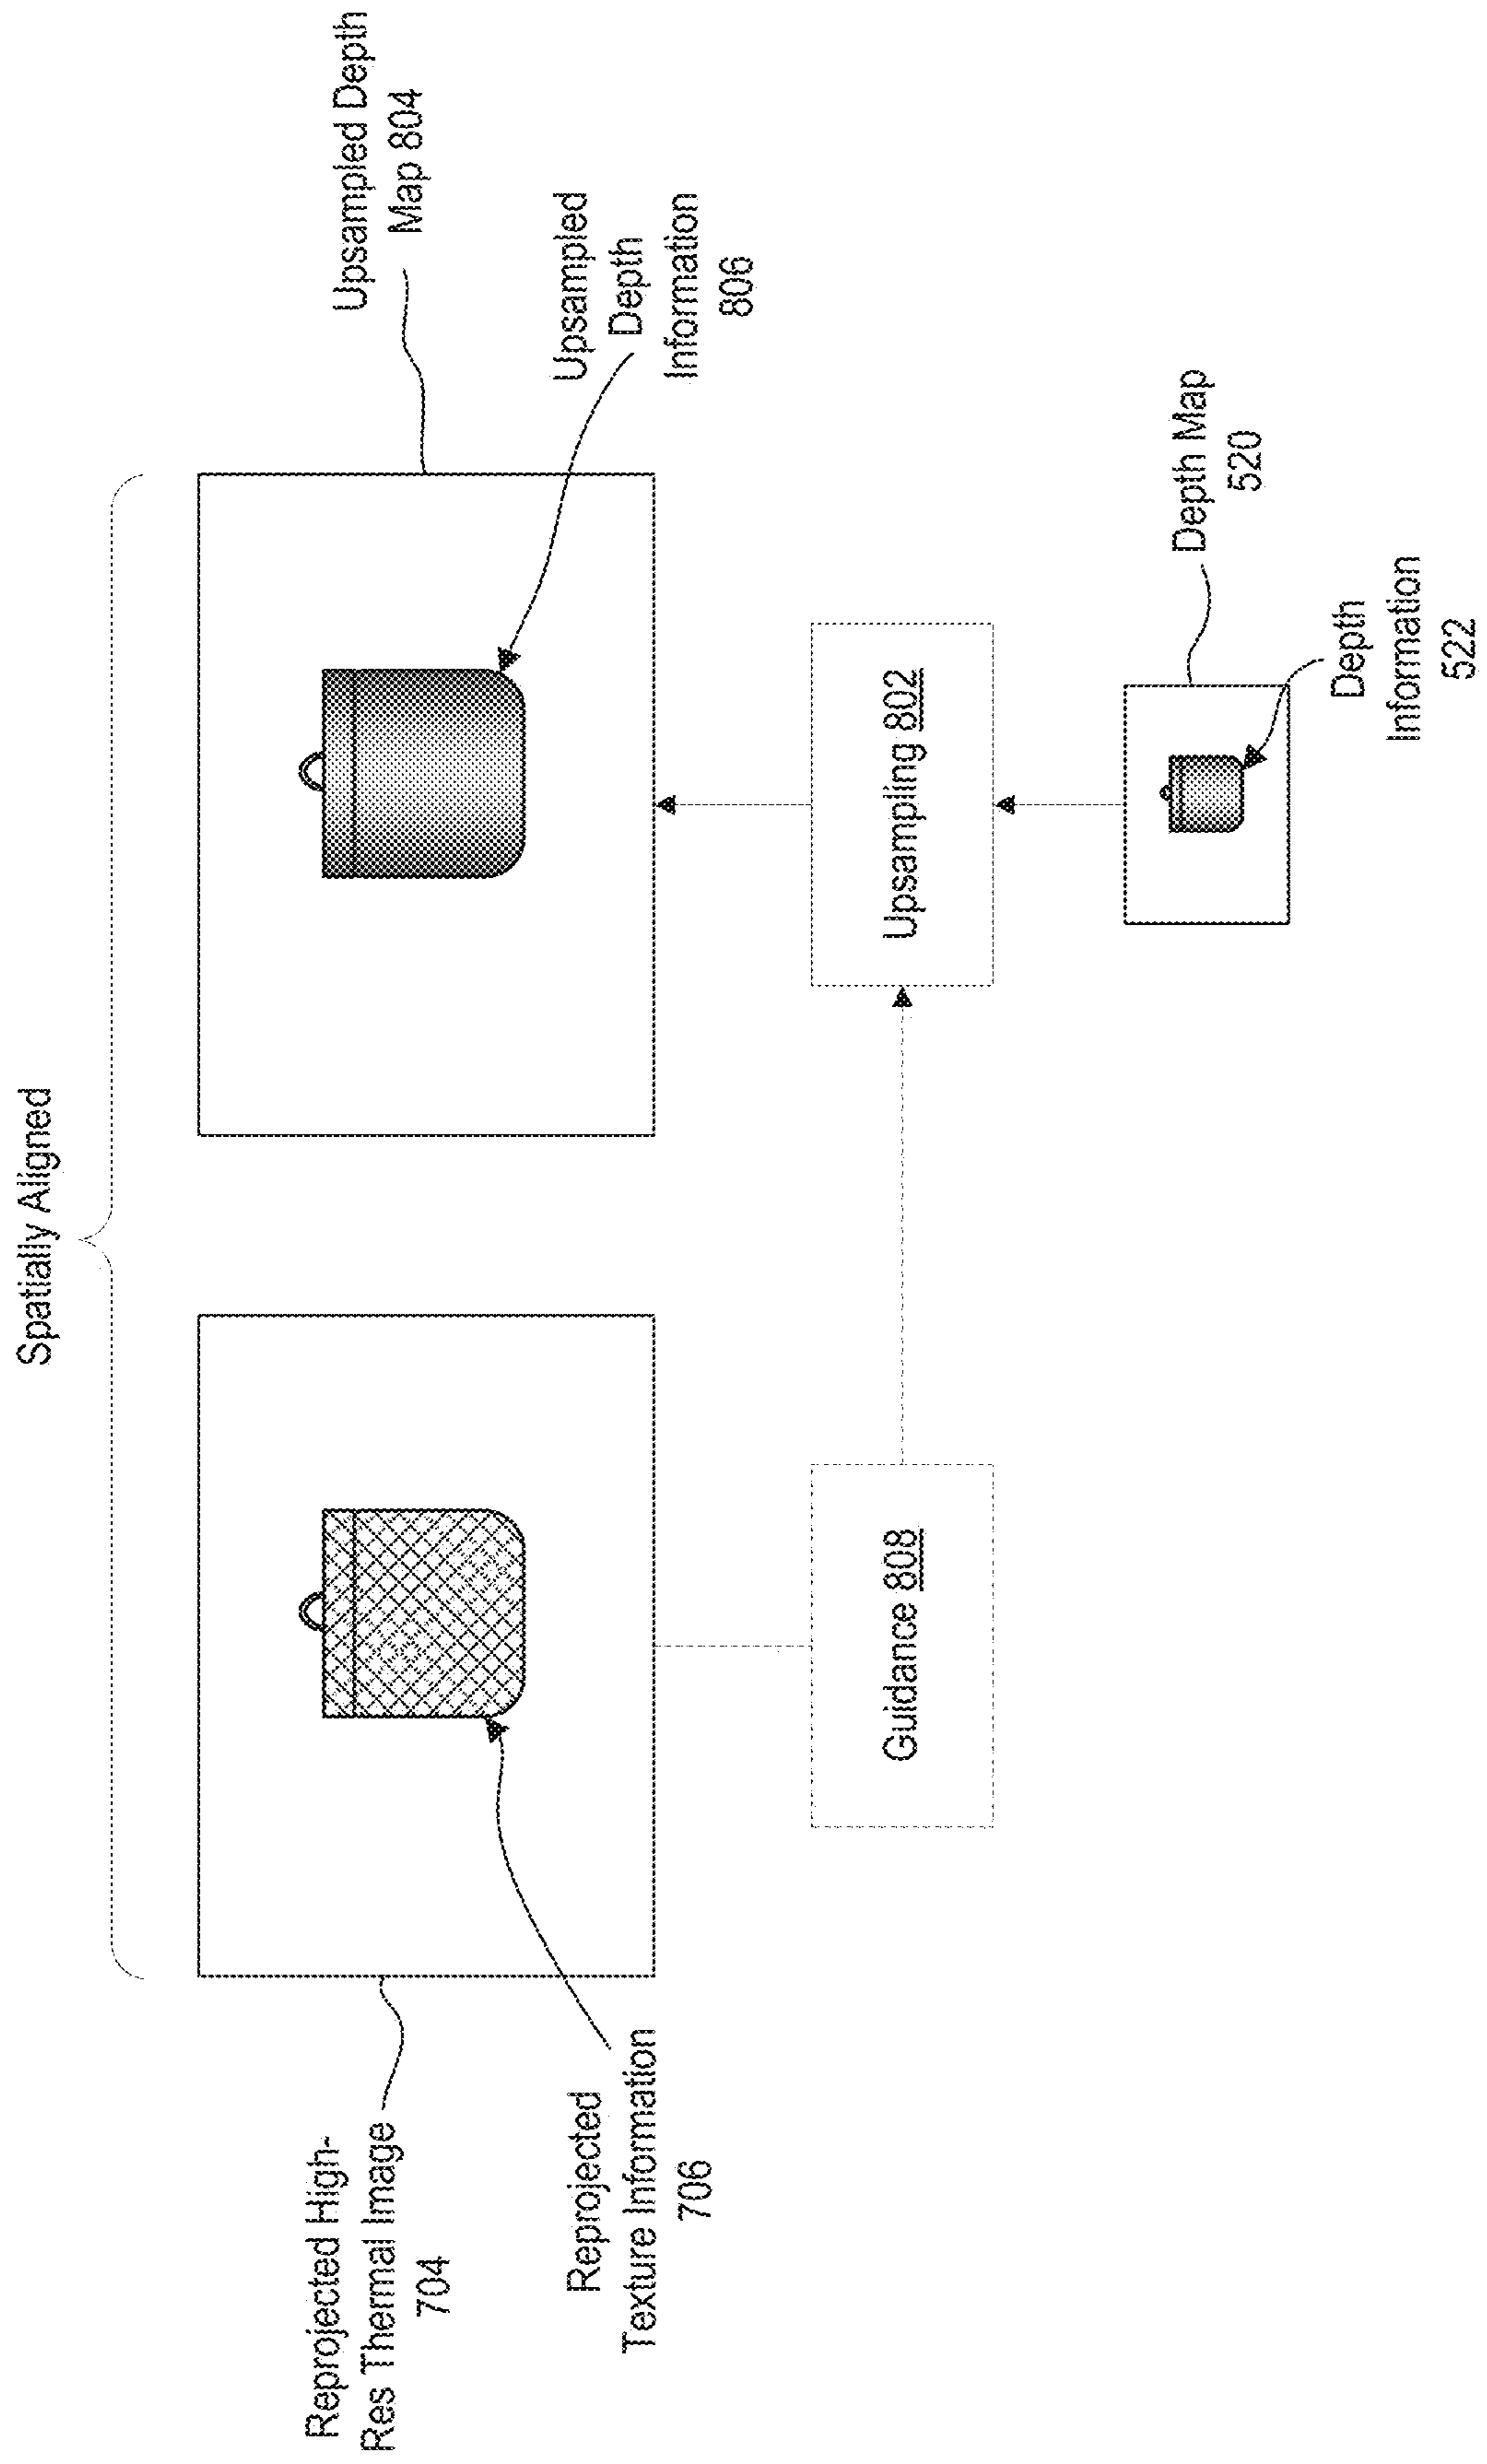 Spatially Aligned
Reprojected High-
Res Thermal Image
704
Reprojected
Texture Information
706
Upsampled Depth
Map 804
Upsampled
Depth
Information
806
Guidance 808
Upsampling 802
Depth Map
520
Depth
Information
522